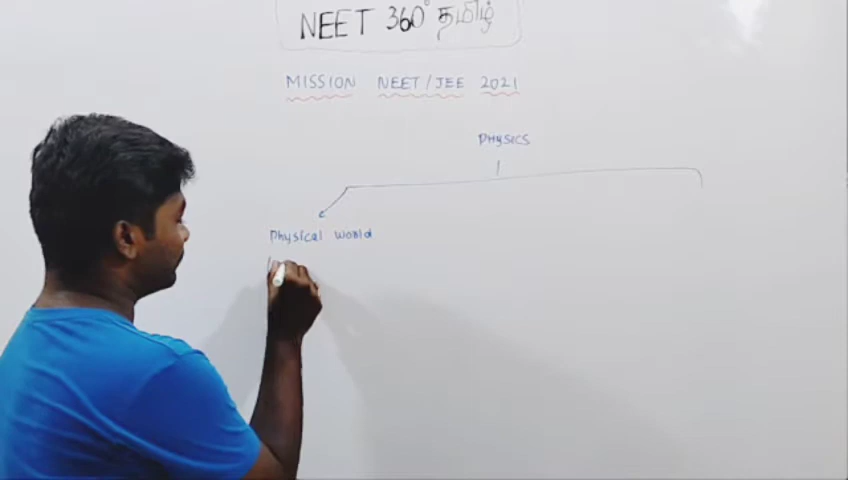 NEET 360° தமிழ்
MISSION NEET/JEE 2021
PHYSICS
Physical world